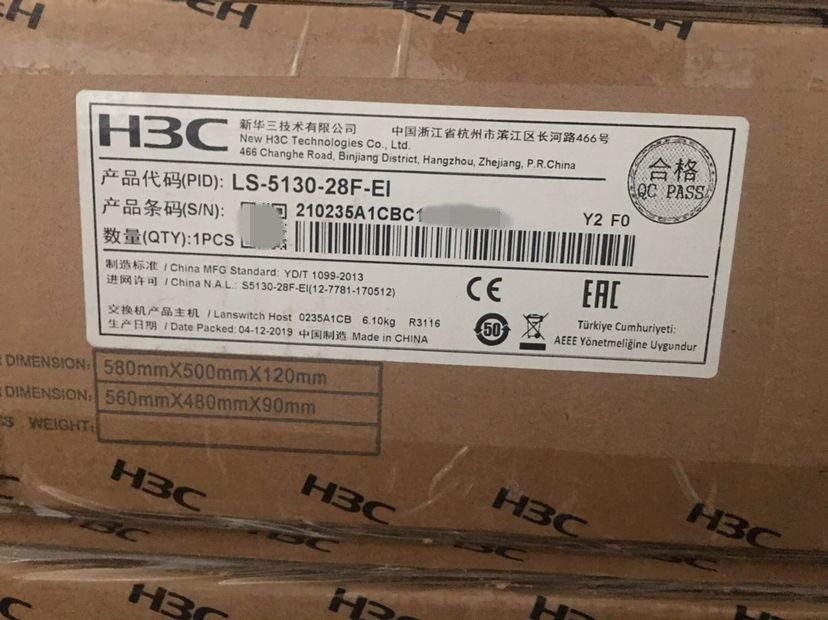 H3C
新华三技术有限公司 中国浙江省杭州市滨江区长河路466号
New H3C Technologies Co., Ltd.
466 Changhe Road, Binjiang District, Hangzhou, Zhejiang, P.R.China
合格
QC PASS
产品代码(PID): LS-5130-28F-EI
产品条码(S/N): 210235A1CBC1
Y2 F0
数量(QTY):1PCS
制造标准 / China MFG Standard: YD/T 1099-2013
进网许可 / China N.A.L.: S5130-28F-EI(12-7781-170512)
CE
EAC
交换机产品主机 / Lanswitch Host 0235A1CB 6.10kg R3116
生产日期 / Date Packed:04-12-2019 中国制造 Made in CHINA
50
Türkiye Cumhuriyeti:
AEEE Yönetmeliğine Uygundur
DIMENSION: 580mmX500mmX120mm
DIMENSION: 560mmX480mmX90mm
WEIGHT:
H3C H3C H3C H3C
H3C H3C H3C